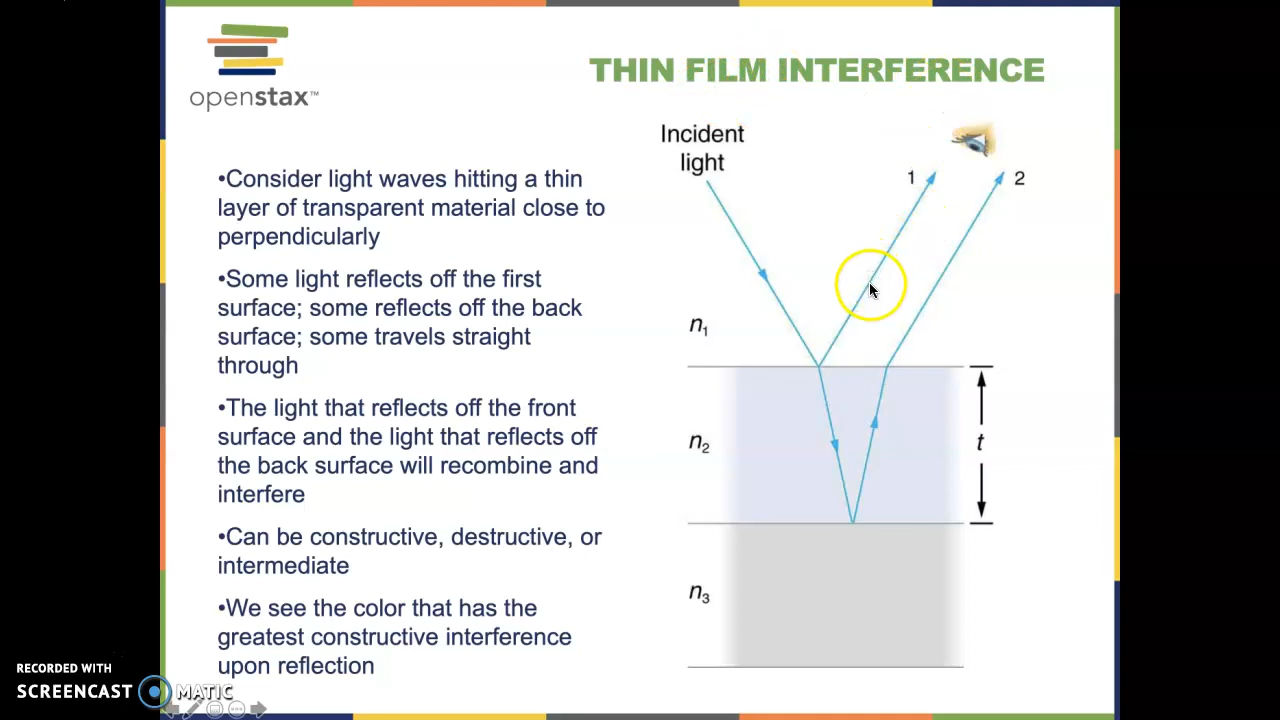 openstax™
THIN FILM INTERFERENCE
•Consider light waves hitting a thin
layer of transparent material close to
perpendicularly
•Some light reflects off the first
surface; some reflects off the back
surface; some travels straight
through
•The light that reflects off the front
surface and the light that reflects off
the back surface will recombine and
interfere
•Can be constructive, destructive, or
intermediate
•We see the color that has the
greatest constructive interference
upon reflection
Incident
light
1
2
n₁
n₂
t
n₃
RECORDED WITH
SCREENCAST MATIC